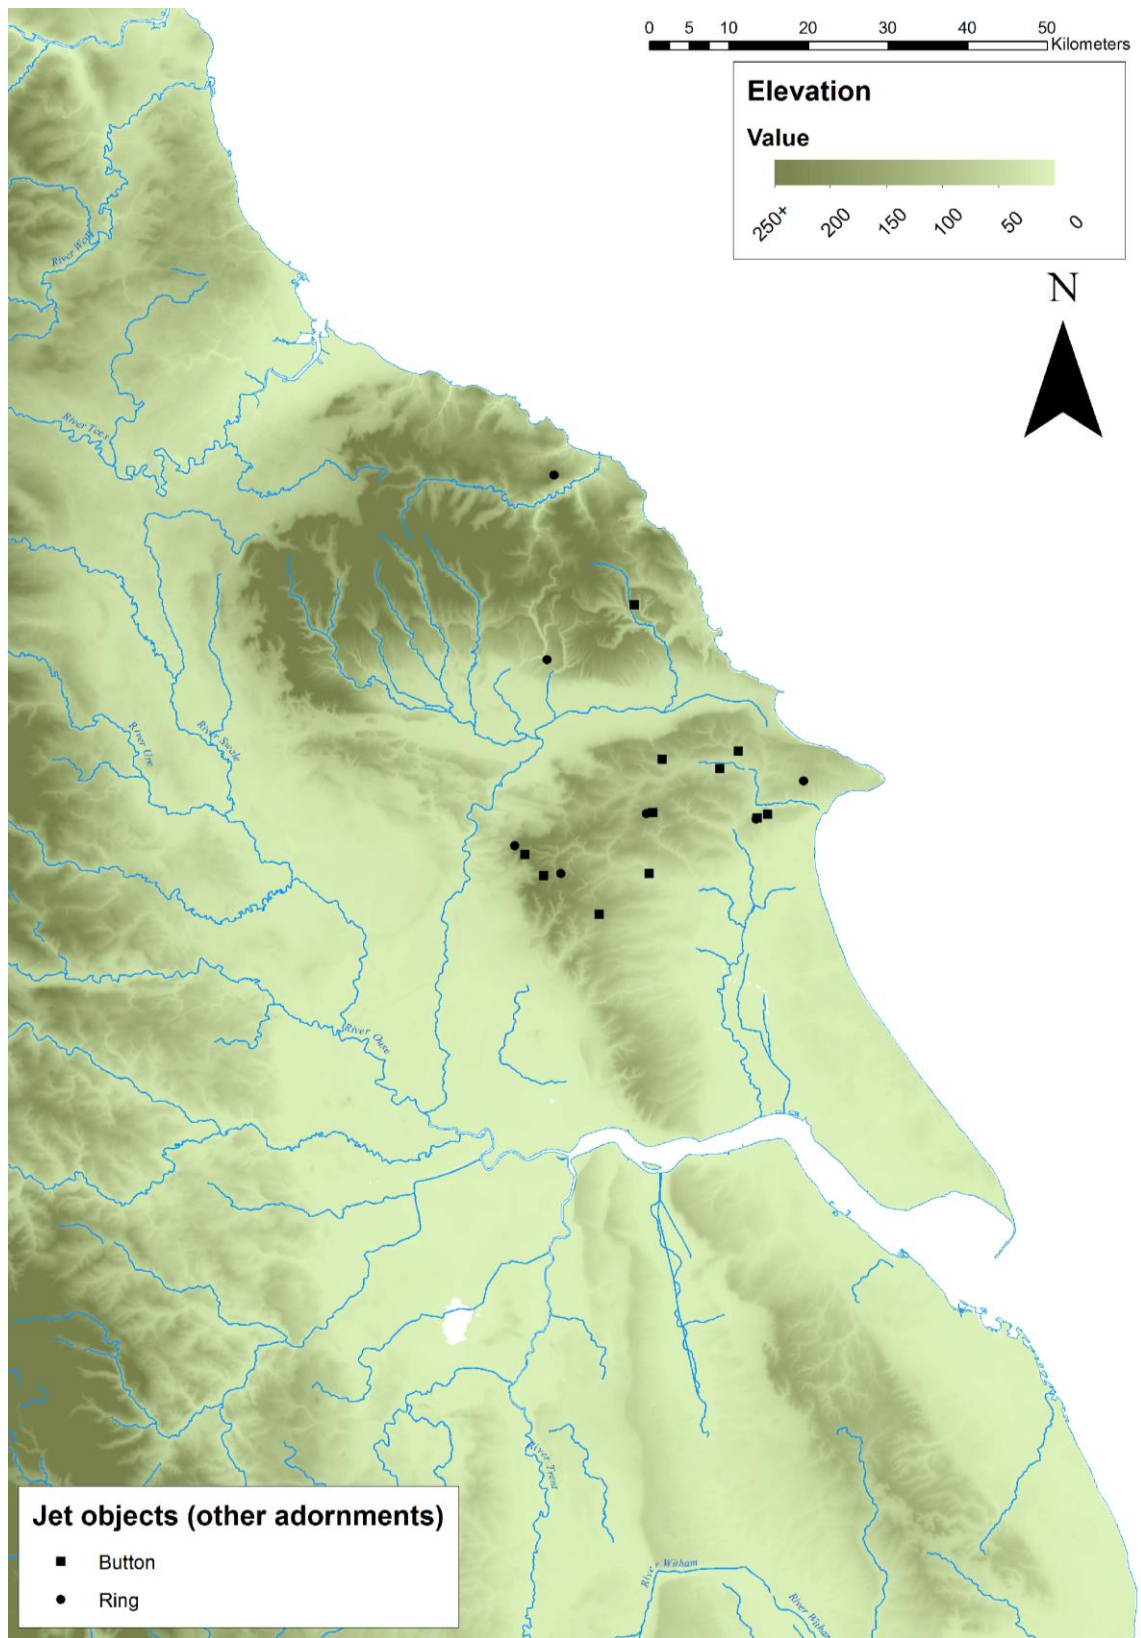 0 5 10 20 30 40 50
Kilometers
Elevation
Value
250+ 200 150 100 50 0
N
River Wear
River Tees
River Ure
River Swale
River Ouse
River Trent
River Witham
River Witham
Jet objects (other adornments)
Button
Ring